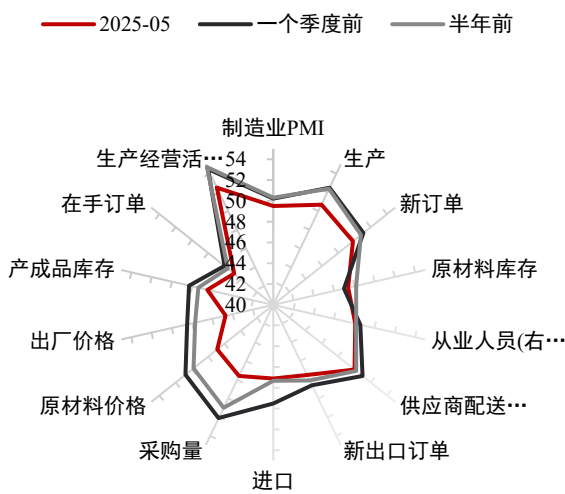 2025-05 一个季度前 半年前
制造业PMI
54
52
50
48
46
44
42
40
生产
新订单
原材料库存
从业人员(右…
供应商配送…
新出口订单
进口
采购量
原材料价格
出厂价格
产成品库存
在手订单
生产经营活…